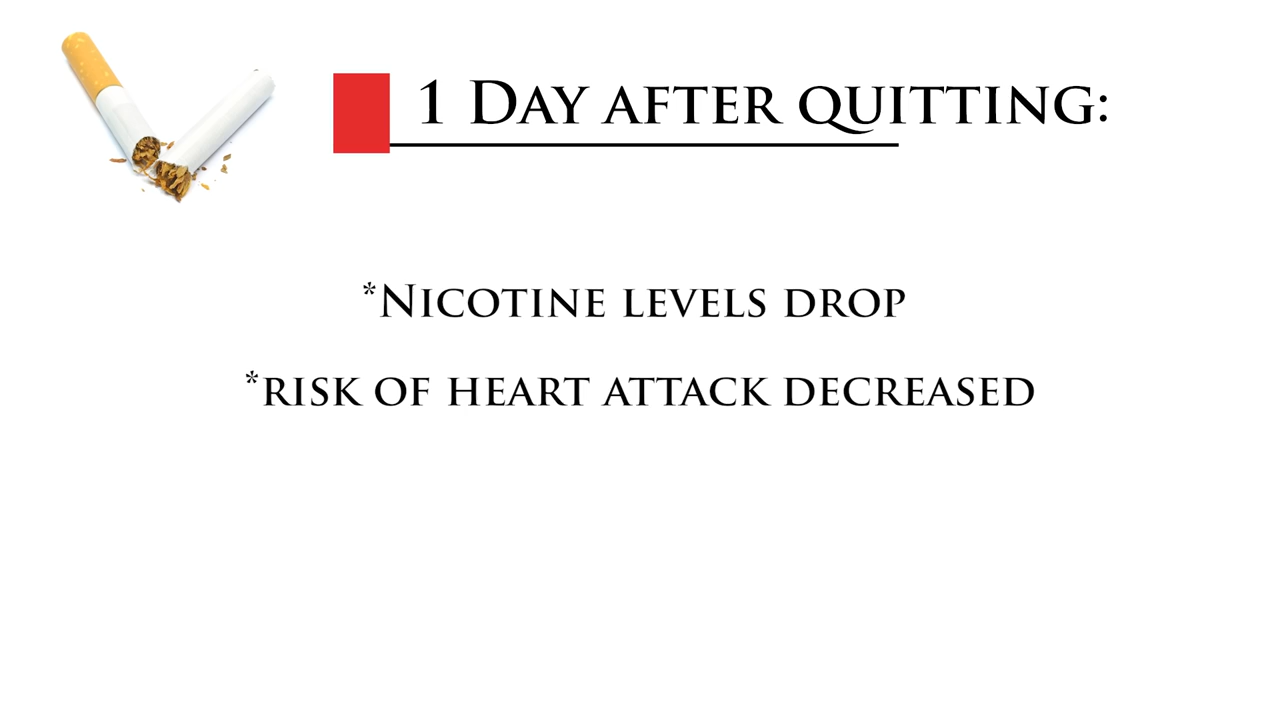 1 Day after quitting:
*Nicotine levels drop
*risk of heart attack decreased